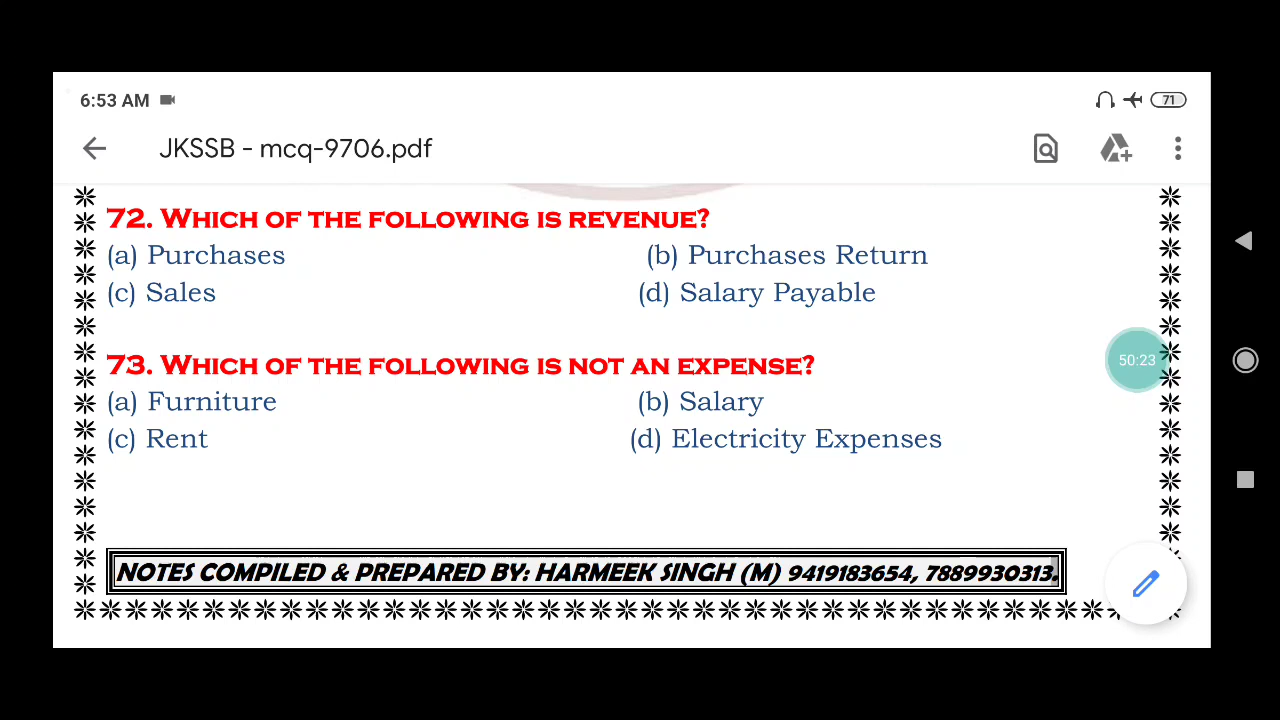 6:53 AM
71
JKSSB - mcq-9706.pdf
72. WHICH OF THE FOLLOWING IS REVENUE?
(a) Purchases (b) Purchases Return
(c) Sales (d) Salary Payable
50:23
73. WHICH OF THE FOLLOWING IS NOT AN EXPENSE?
(a) Furniture (b) Salary
(c) Rent (d) Electricity Expenses
NOTES COMPILED & PREPARED BY: HARMEEK SINGH (M) 9419183654, 7889930313.